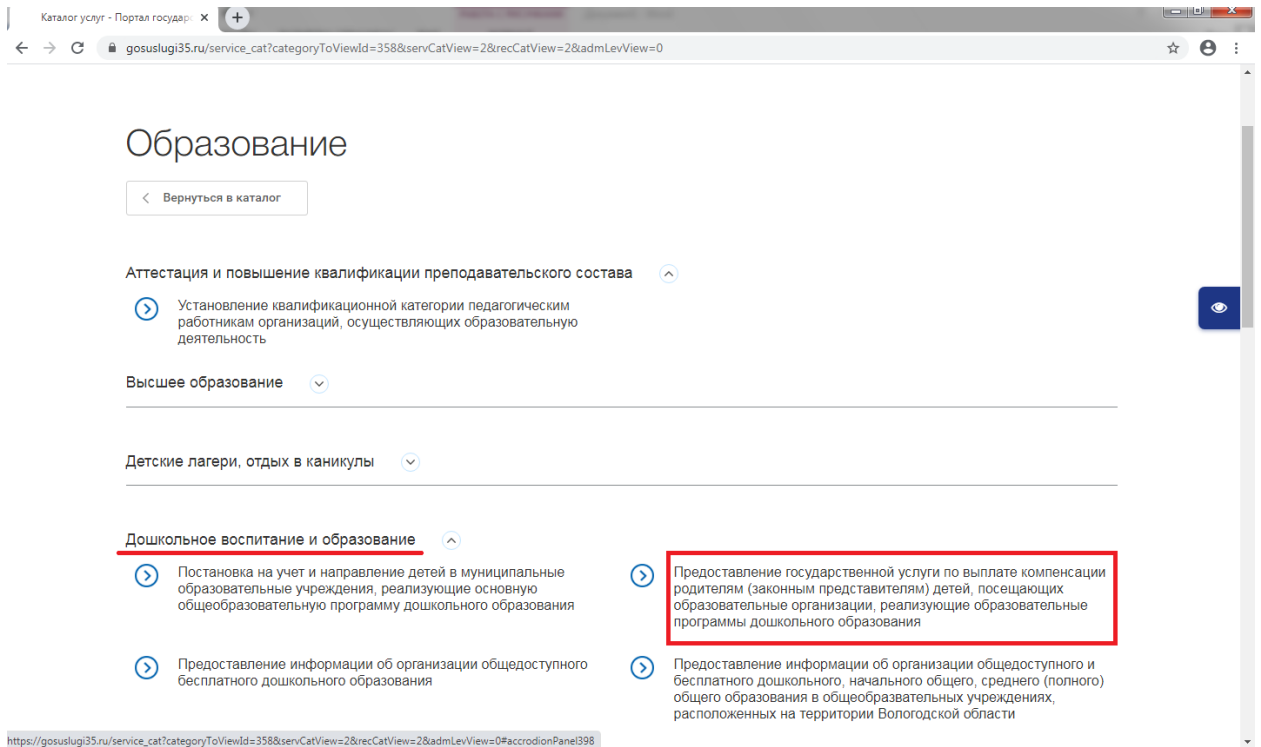 Каталог услуг - Портал государс
gosuslugi35.ru/service_cat?categoryToViewId=358&servCatView=2&recCatView=2&admLevView=0
Образование
Вернуться в каталог
Аттестация и повышение квалификации преподавательского состава
Установление квалификационной категории педагогическим
работникам организаций, осуществляющих образовательную
деятельность
Высшее образование
Детские лагери, отдых в каникулы
Дошкольное воспитание и образование
Постановка на учет и направление детей в муниципальные
образовательные учреждения, реализующие основную
общеобразовательную программу дошкольного образования
Предоставление государственной услуги по выплате компенсации
родителям (законным представителям) детей, посещающих
образовательные организации, реализующие образовательные
программы дошкольного образования
Предоставление информации об организации общедоступного
бесплатного дошкольного образования
Предоставление информации об организации общедоступного и
бесплатного дошкольного, начального общего, среднего (полного)
общего образования в общеобразвательных учреждениях,
расположенных на территории Вологодской области
https://gosuslugi35.ru/service_cat?categoryToViewId=358&servCatView=2&recCatView=2&admLevView=0#accrodionPanel398